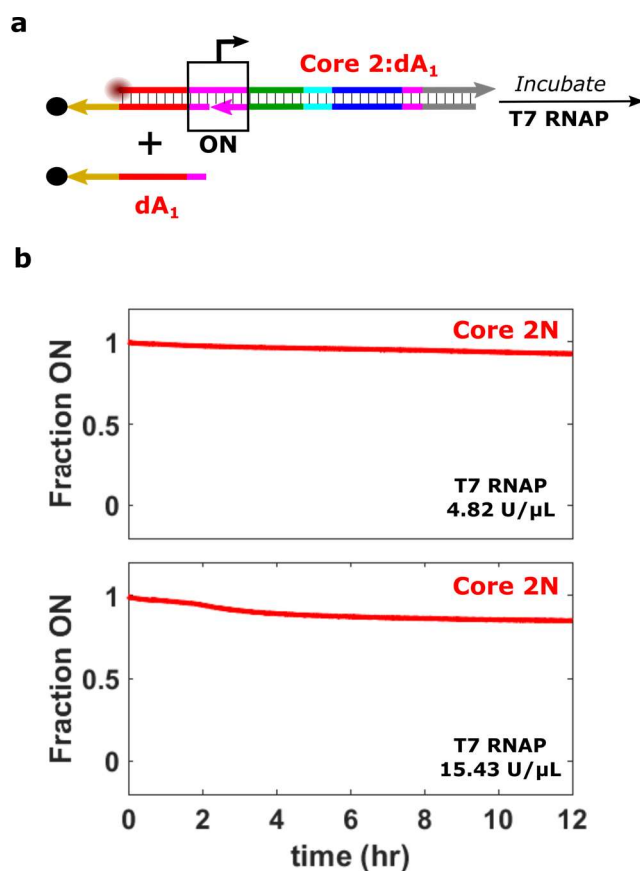 a
Core 2:dA₁
Incubate
T7 RNAP
+
ON
dA₁
b
Fraction ON
1
0.5
0
Core 2N
T7 RNAP
4.82 U/µL
Fraction ON
1
0.5
0
Core 2N
T7 RNAP
15.43 U/µL
0 2 4 6 8 10 12
time (hr)